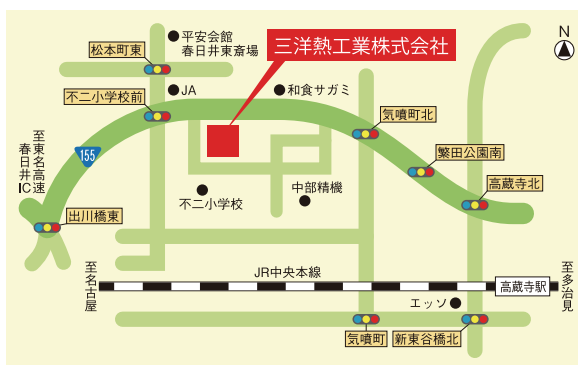 平安会館
春日井東斎場
三洋熱工業株式会社
N
松本町東
JA
和食サガミ
不二小学校前
気噴町北
至東名高速
春日井IC
155
繁田公園南
不二小学校
中部精機
高蔵寺北
出川橋東
至名古屋
JR中央本線
高蔵寺駅
至多治見
エッソ
気噴町
新東谷橋北